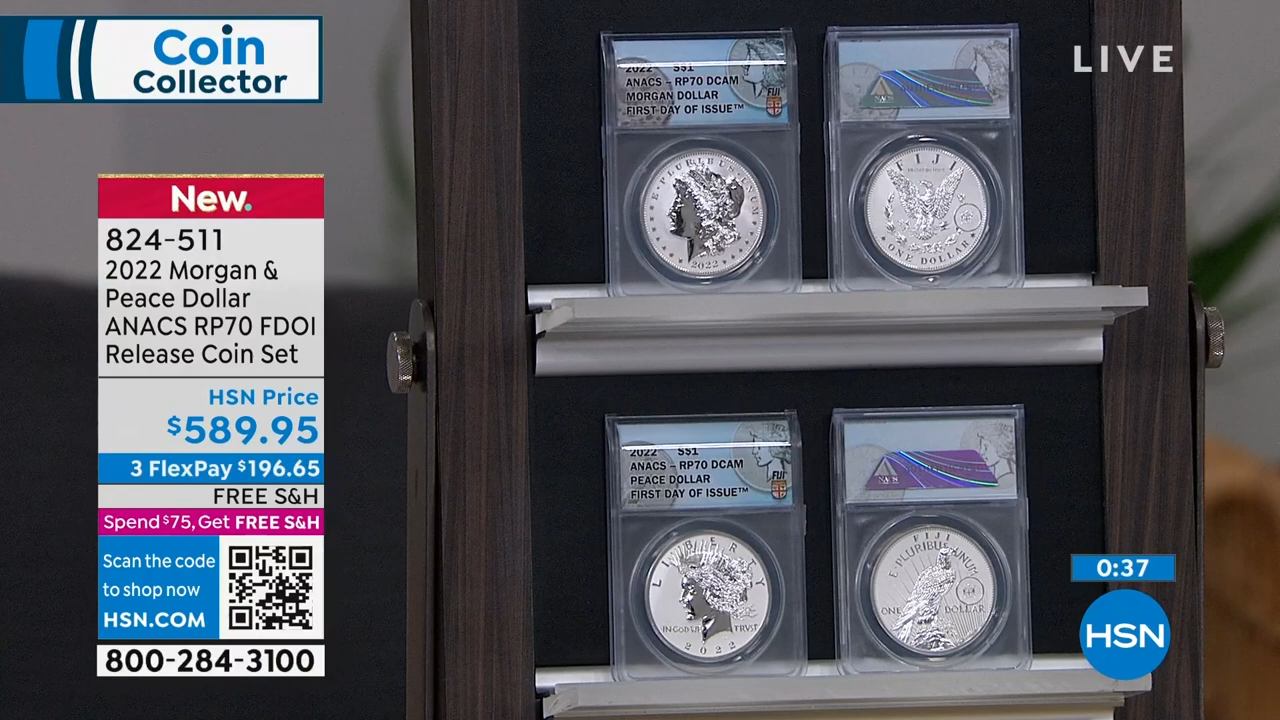 Coin
Collector
LIVE
New.
824-511
2022 Morgan &
Peace Dollar
ANACS RP70 FDOI
Release Coin Set
HSN Price
$589.95
3 FlexPay $196.65
FREE S&H
Spend $75, Get FREE S&H
Scan the code
to shop now
HSN.COM
800-284-3100
2022 S$1
ANACS – RP70 DCAM
MORGAN DOLLAR
FIRST DAY OF ISSUE™
FIJI
E·PLURIBUS·UNUM
2022
FIJI
ONE DOLLAR
2022 S$1
ANACS – RP70 DCAM
PEACE DOLLAR
FIRST DAY OF ISSUE™
FIJI
LIBERTY
IN GOD WE TRUST
2022
FIJI
E·PLURIBUS·UNUM
ONE DOLLAR
0:37
HSN